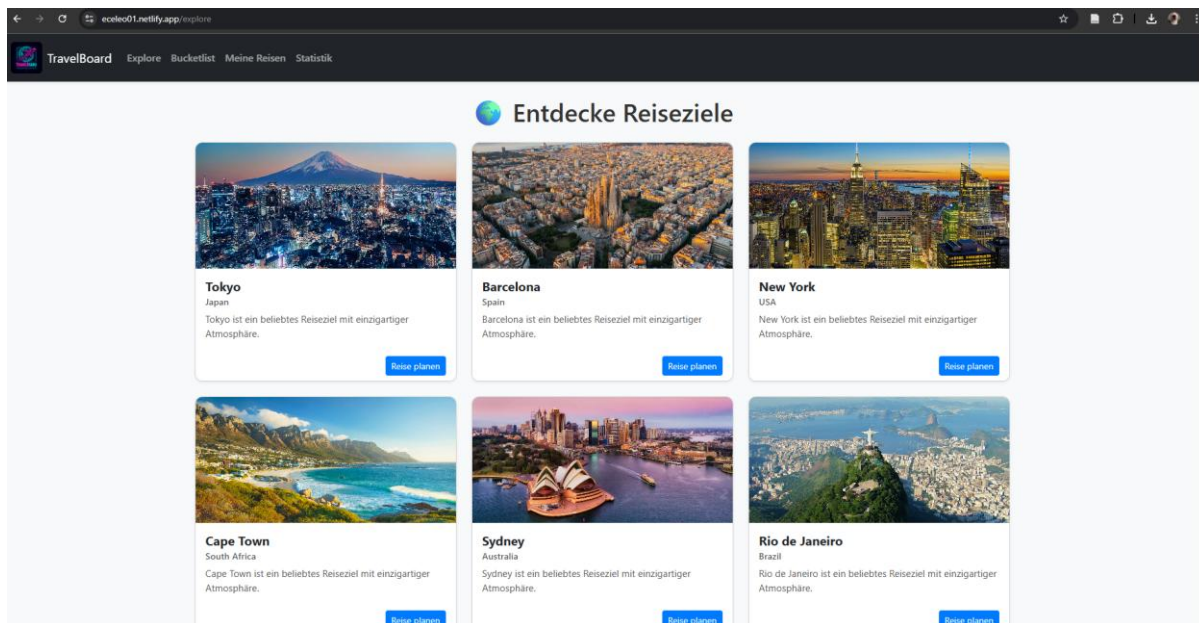 eceleo01.netlify.app/explore
TravelBoard Explore Bucketlist Meine Reisen Statistik
Entdecke Reiseziele
Tokyo
Japan
Tokyo ist ein beliebtes Reiseziel mit einzigartiger
Atmosphäre.
Reise planen
Barcelona
Spain
Barcelona ist ein beliebtes Reiseziel mit einzigartiger
Atmosphäre.
Reise planen
New York
USA
New York ist ein beliebtes Reiseziel mit einzigartiger
Atmosphäre.
Reise planen
Cape Town
South Africa
Cape Town ist ein beliebtes Reiseziel mit einzigartiger
Atmosphäre.
Reise planen
Sydney
Australia
Sydney ist ein beliebtes Reiseziel mit einzigartiger
Atmosphäre.
Reise planen
Rio de Janeiro
Brazil
Rio de Janeiro ist ein beliebtes Reiseziel mit einzigartiger
Atmosphäre.
Reise planen